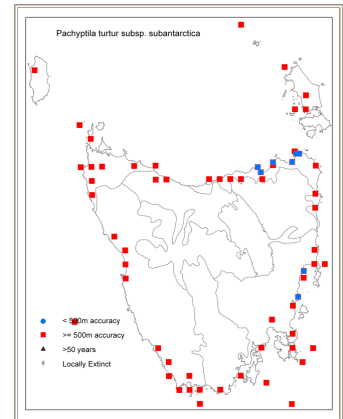 Pachyptila turtur subsp. subantarctica
< 500m accuracy
>= 500m accuracy
>50 years
Locally Extinct